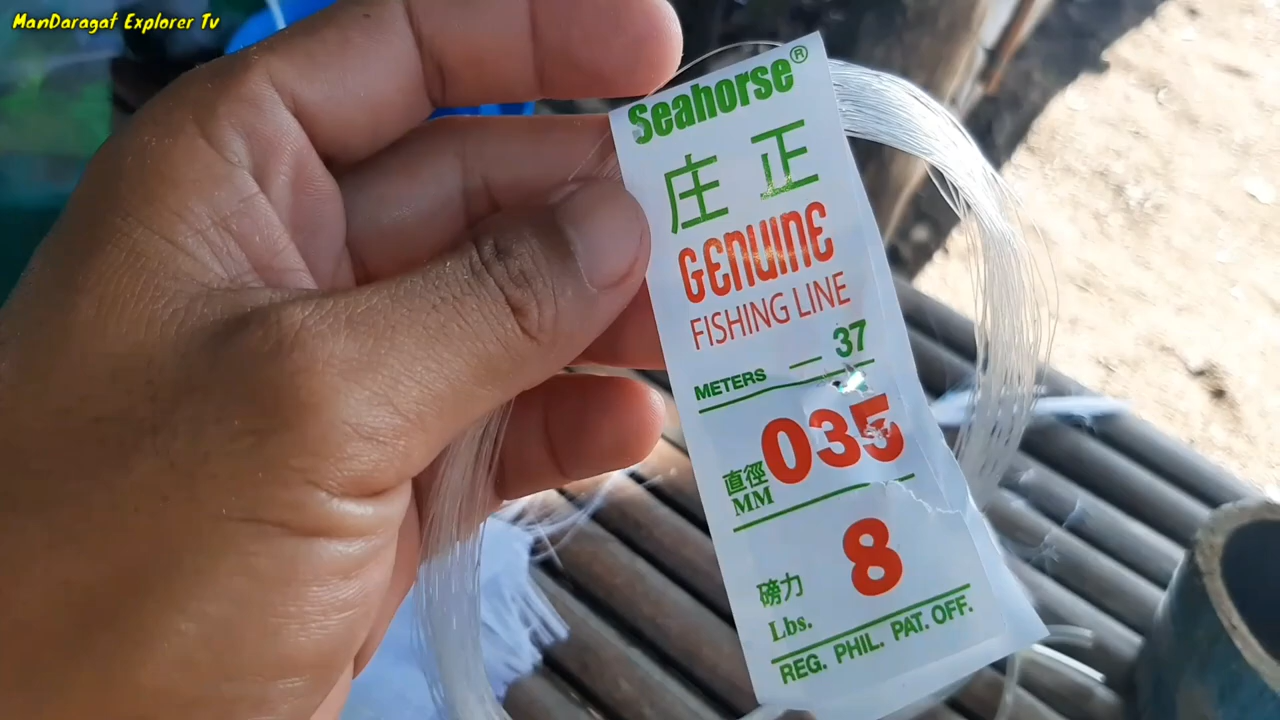 ManDaragat Explorer Tv
Seahorse®
庄正
GENUINE
FISHING LINE
METERS — 37
直徑 035
MM
磅力 8
Lbs.
REG. PHIL. PAT. OFF.